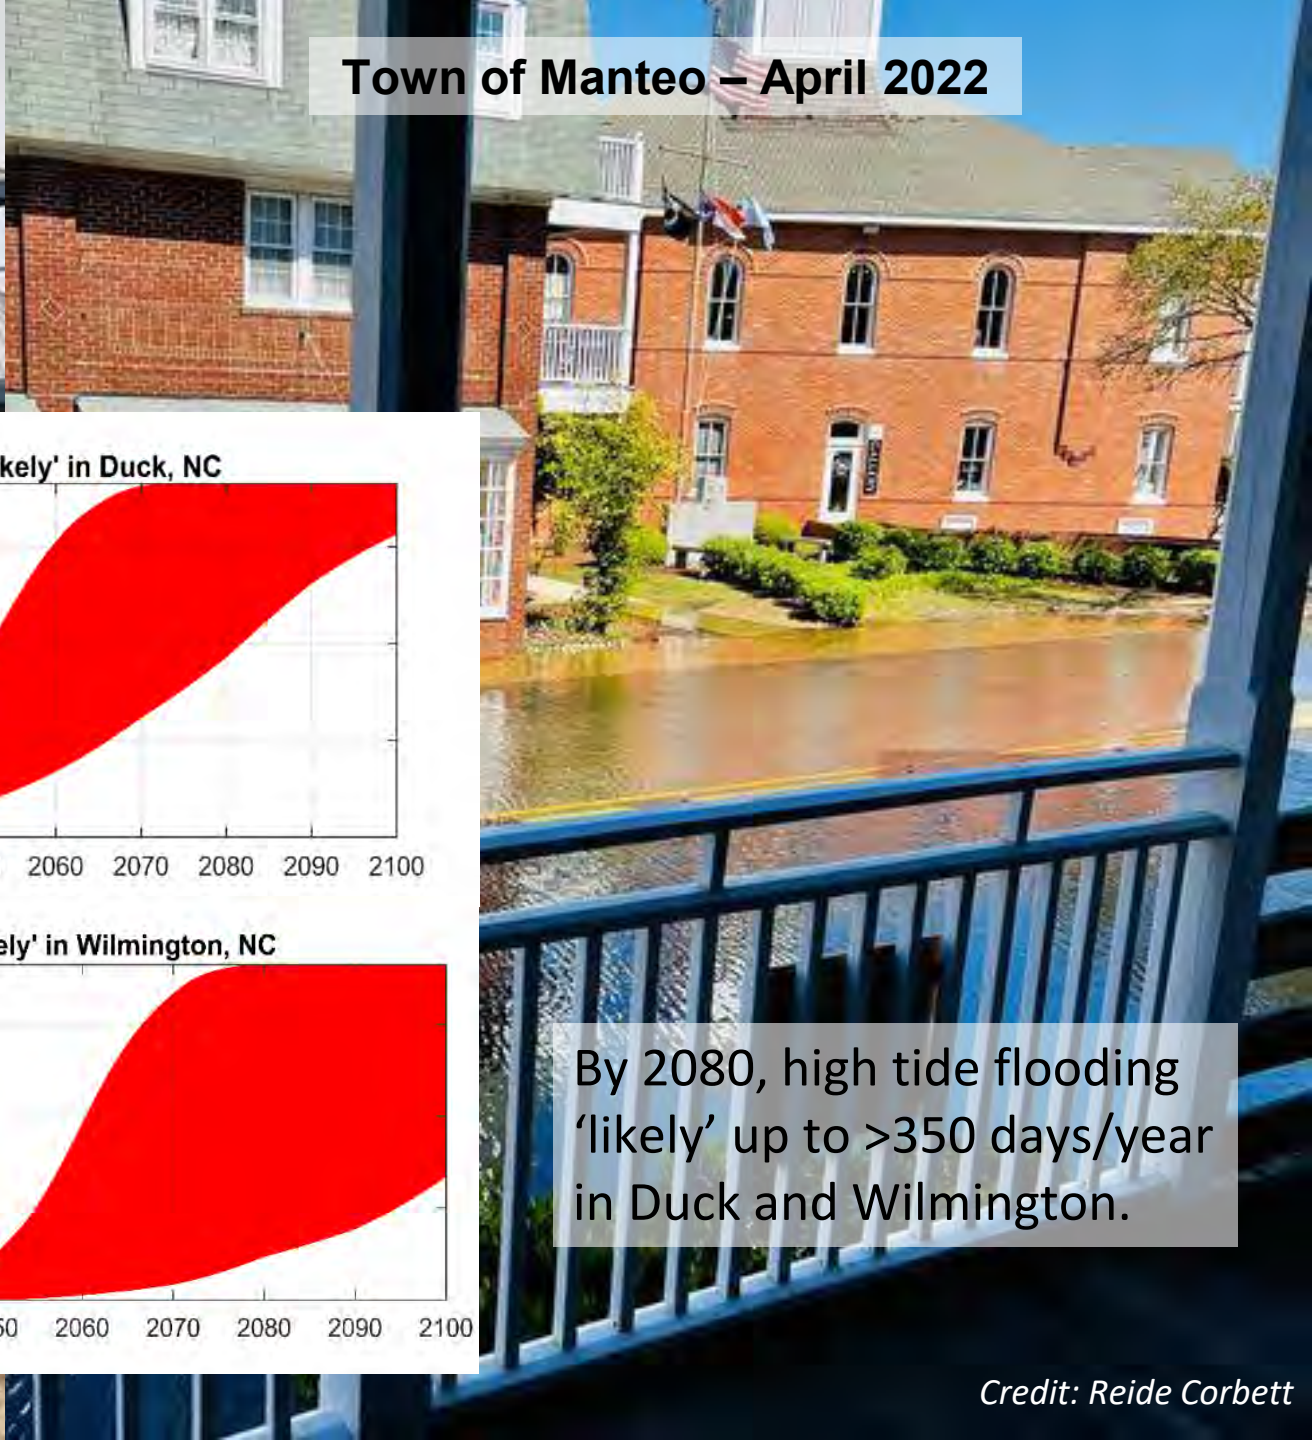 Town of Manteo – April 2022
kely' in Duck, NC
2060 2070 2080 2090 2100
ely' in Wilmington, NC
50 2060 2070 2080 2090 2100
By 2080, high tide flooding
‘likely’ up to >350 days/year
in Duck and Wilmington.
Credit: Reide Corbett